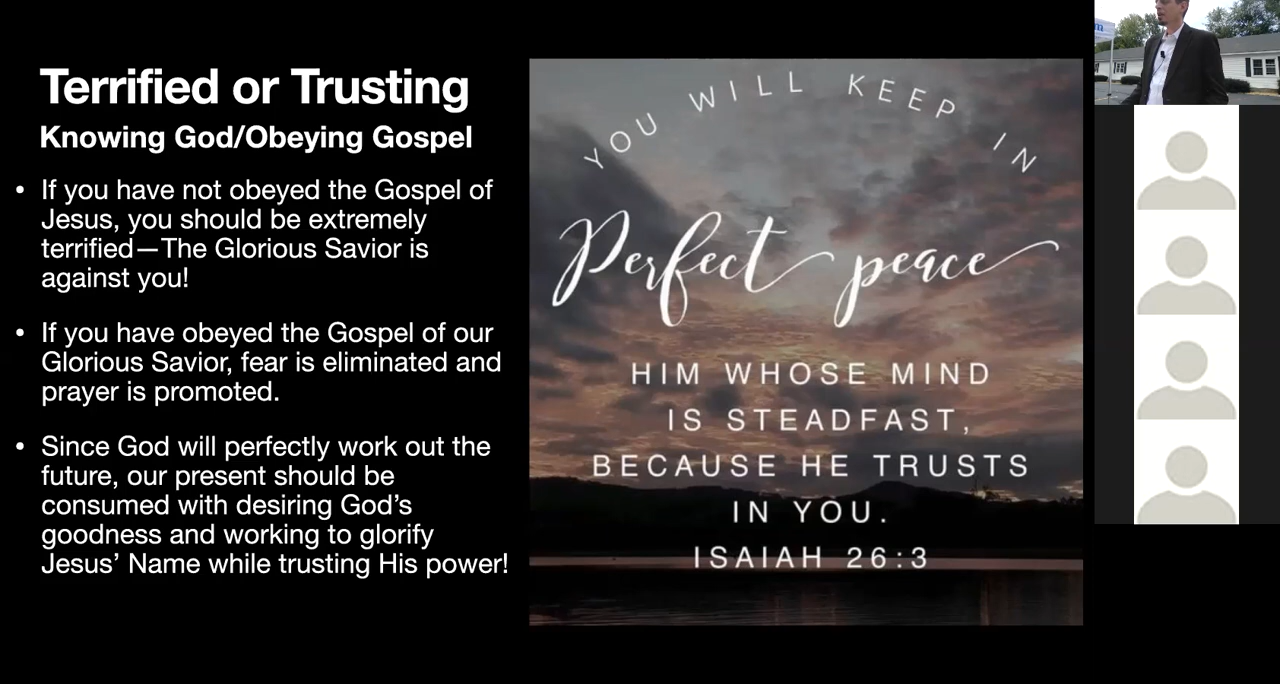 Terrified or Trusting
Knowing God/Obeying Gospel
• If you have not obeyed the Gospel of
Jesus, you should be extremely
terrified—The Glorious Savior is
against you!
• If you have obeyed the Gospel of our
Glorious Savior, fear is eliminated and
prayer is promoted.
• Since God will perfectly work out the
future, our present should be
consumed with desiring God's
goodness and working to glorify
Jesus' Name while trusting His power!
YOU WILL KEEP IN
Perfect peace
HIM WHOSE MIND
IS STEADFAST,
BECAUSE HE TRUSTS
IN YOU.
ISAIAH 26:3